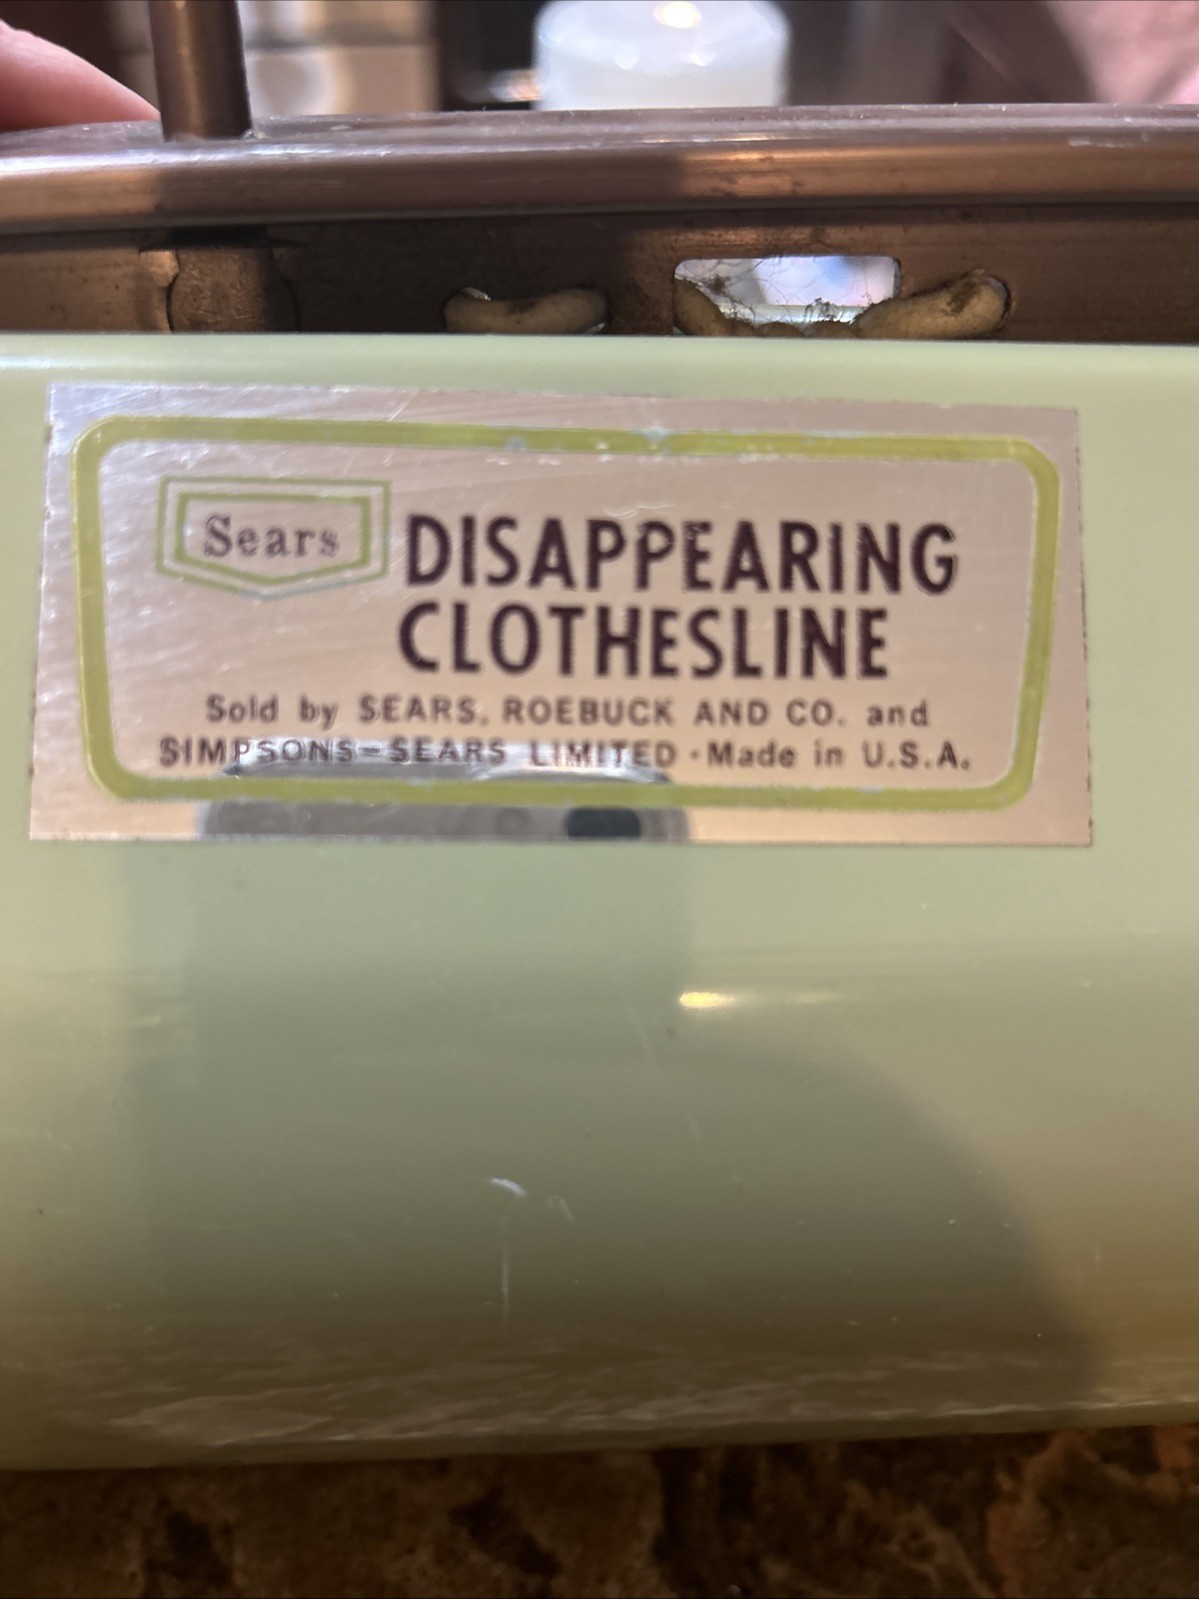 Sears
DISAPPEARING
CLOTHESLINE
Sold by SEARS, ROEBUCK AND CO. and
SIMPSONS-SEARS LIMITED · Made in U.S.A.